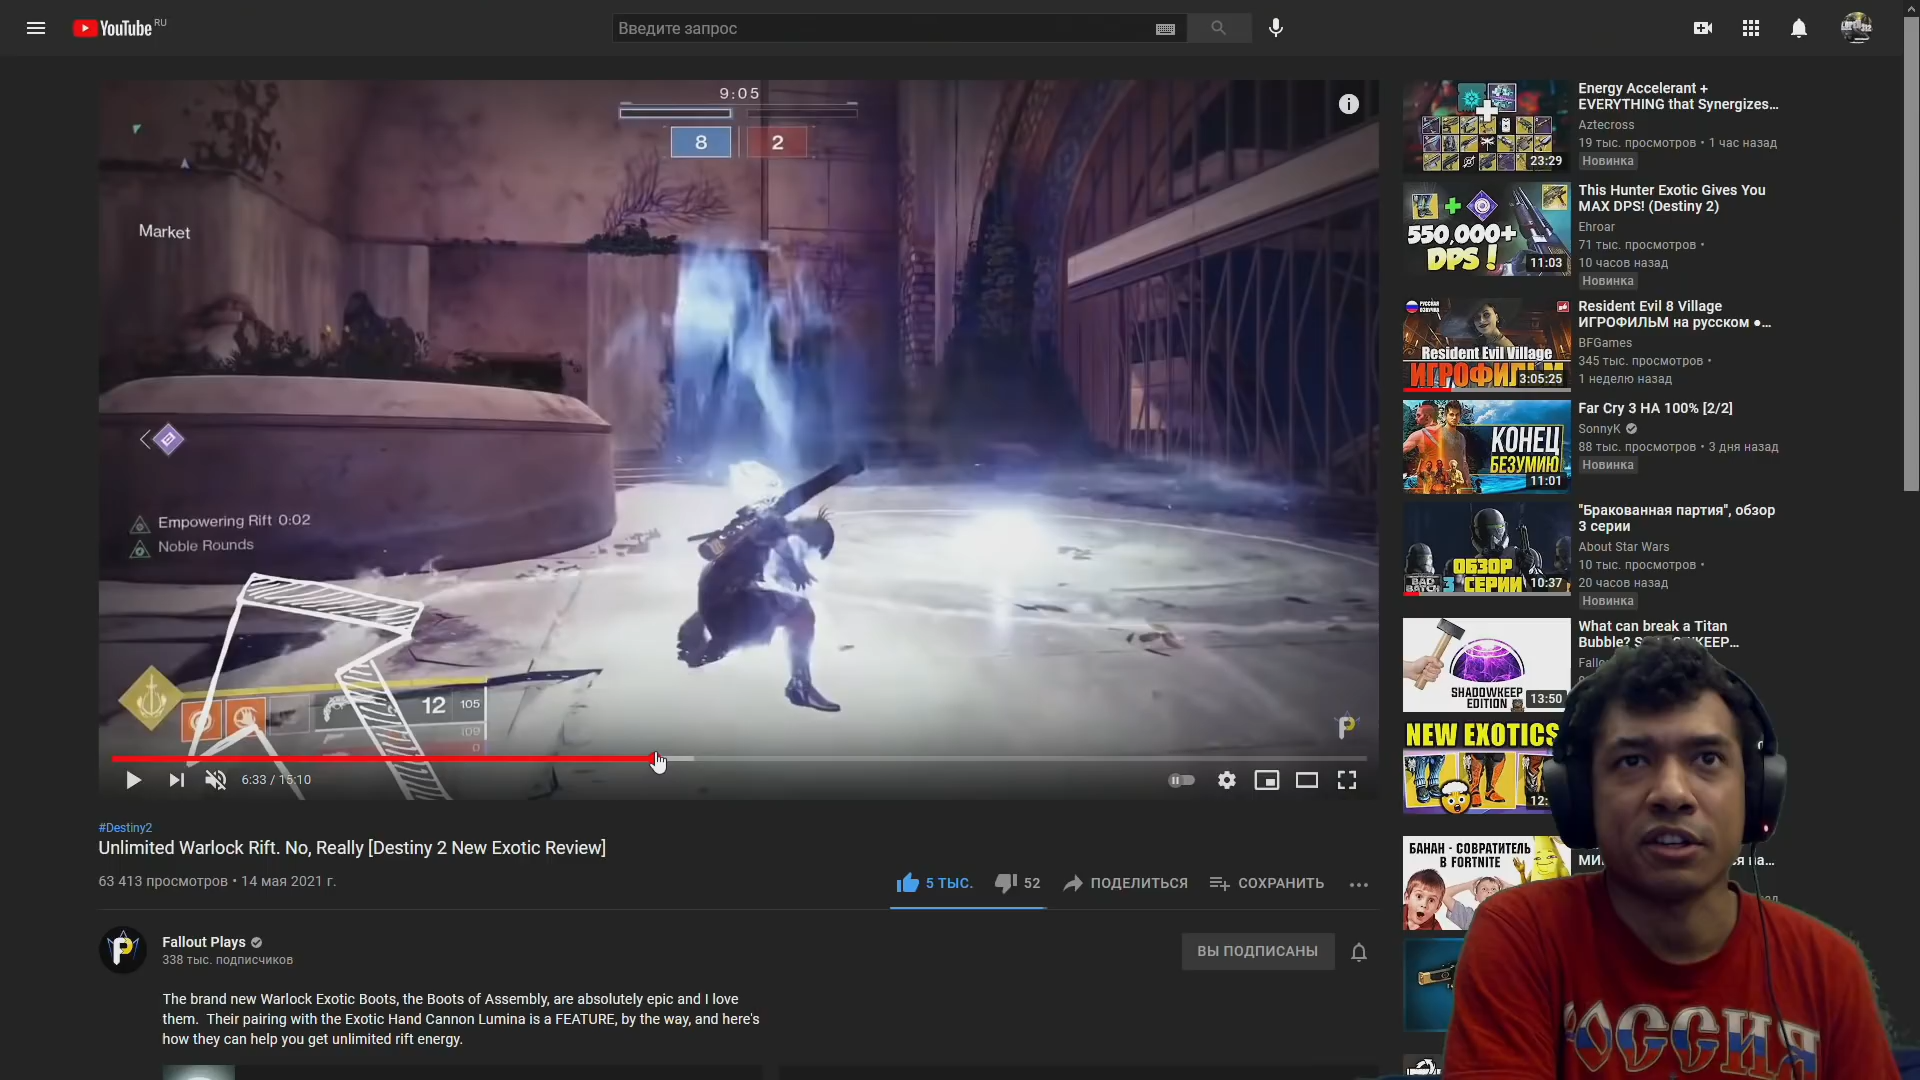 YouTube RU
Введите запрос
9:05
8 2
Market
Empowering Rift 0:02
Noble Rounds
12 105
109
0
6:33 / 15:10
#Destiny2
Unlimited Warlock Rift. No, Really [Destiny 2 New Exotic Review]
63 413 просмотров • 14 мая 2021 г.
5 ТЫС. 52 ПОДЕЛИТЬСЯ СОХРАНИТЬ
Fallout Plays
338 тыс. подписчиков
ВЫ ПОДПИСАНЫ
The brand new Warlock Exotic Boots, the Boots of Assembly, are absolutely epic and I love
them. Their pairing with the Exotic Hand Cannon Lumina is a FEATURE, by the way, and here's
how they can help you get unlimited rift energy.
23:29
Energy Accelerant +
EVERYTHING that Synergizes...
Aztecross
19 тыс. просмотров • 1 час назад
Новинка
550,000+
DPS!
11:03
This Hunter Exotic Gives You
MAX DPS! (Destiny 2)
Ehroar
71 тыс. просмотров •
10 часов назад
Новинка
РУССКАЯ
ОЗВУЧКА
Resident Evil Village
ИГРОФИЛЬМ
3:05:25
Resident Evil 8 Village
ИГРОФИЛЬМ на русском ●...
BFGames
345 тыс. просмотров •
1 неделю назад
КОНЕЦ
БЕЗУМИЮ
11:01
Far Cry 3 НА 100% [2/2]
SonnyK
88 тыс. просмотров • 3 дня назад
Новинка
BAD
BATCH
ОБЗОР
3 СЕРИИ
10:37
"Бракованная партия", обзор
3 серии
About Star Wars
10 тыс. просмотров •
20 часов назад
Новинка
SHADOWKEEP
EDITION
13:50
What can break a Titan
Bubble?
NEW EXOTICS
БАНАН - СОВРАТИТЕЛЬ
В FORTNITE
РОССИЯ